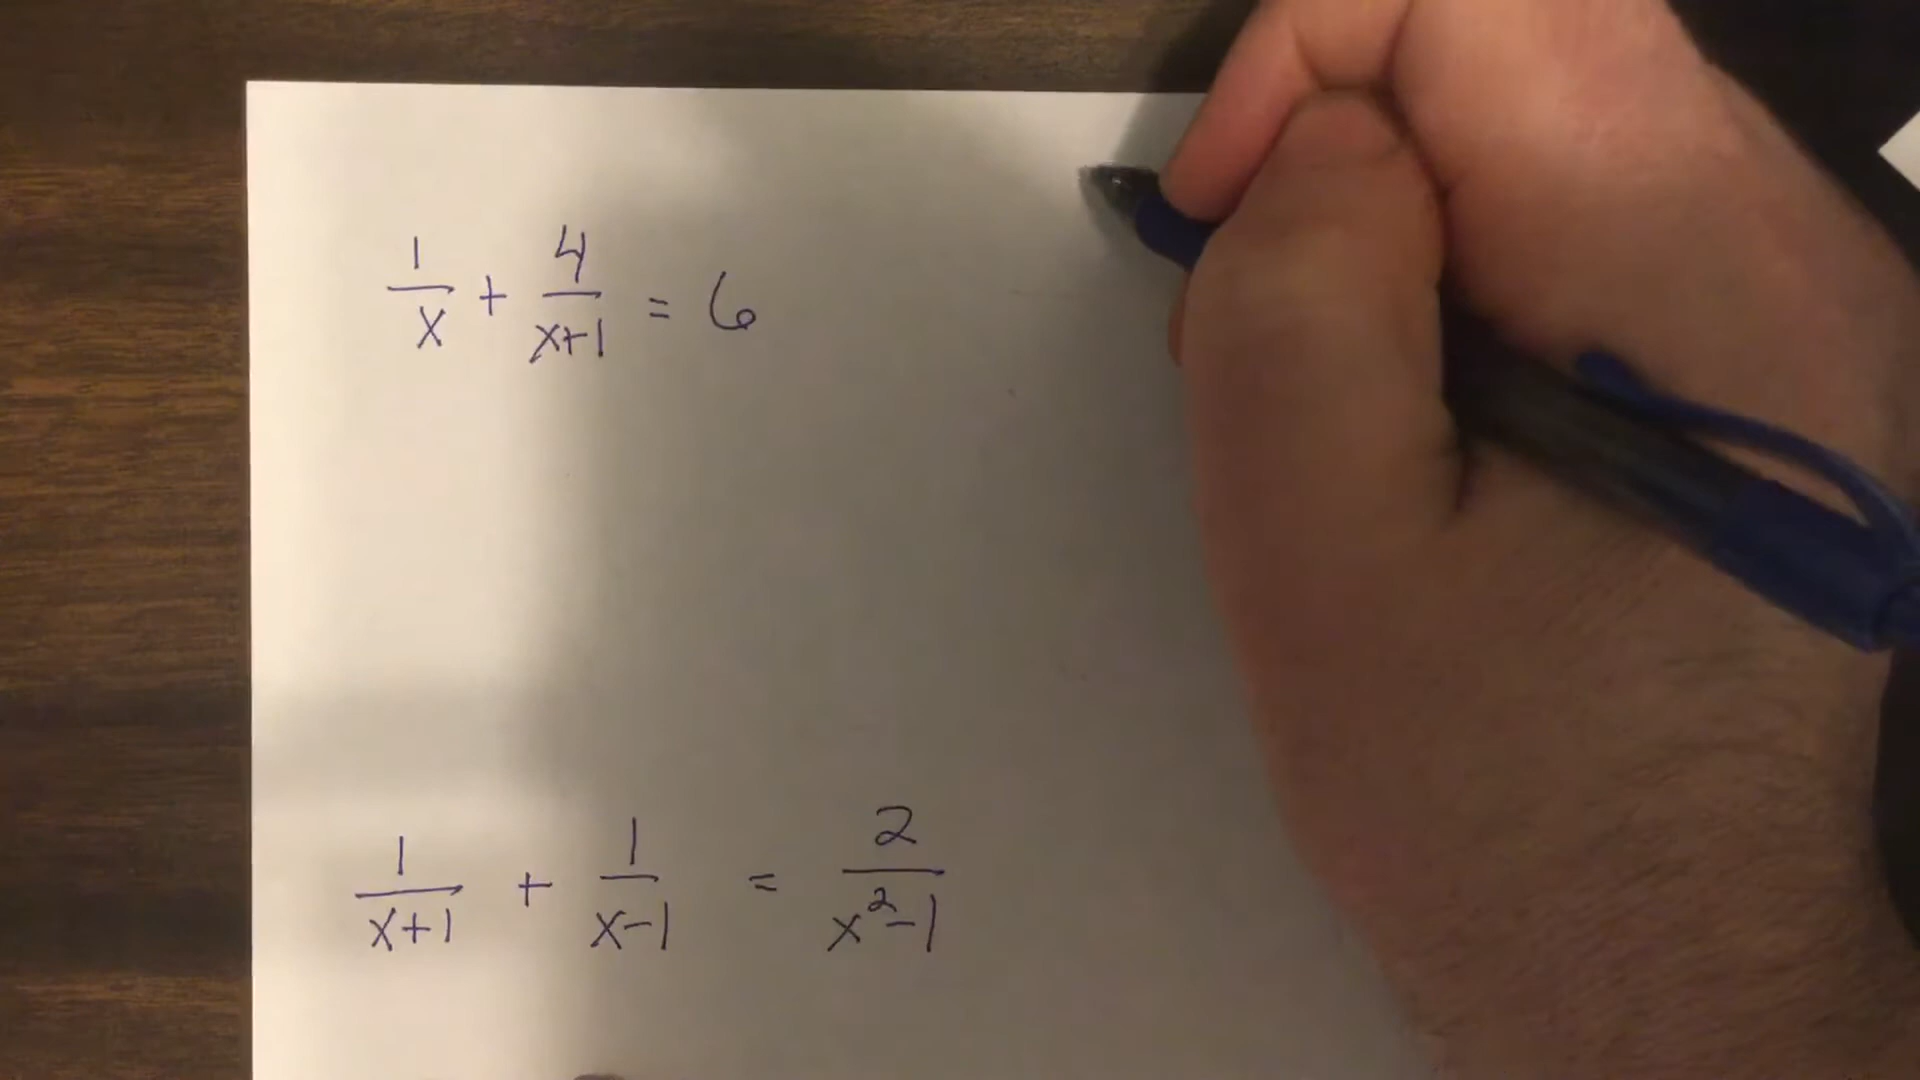 1/x + 4/(x+1) = 6
1/(x+1) + 1/(x-1) = 2/(x²-1)